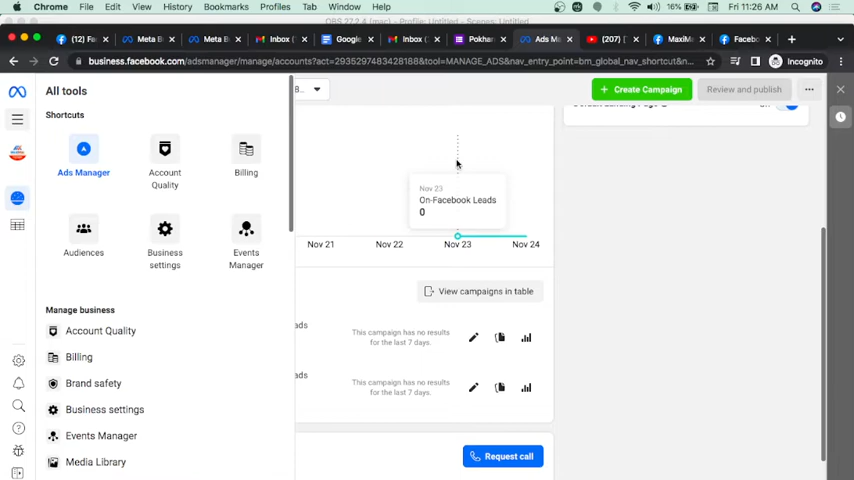 Chrome File Edit View History Bookmarks Profiles Tab Window Help
16% Fri 11:26 AM
OBS 27.2.4 (mac) - Profile: Untitled - Scenes: Untitled
(12) Fa
Meta B
Meta B
Inbox (
Google
Inbox (
Pokhan
Ads M
(207)
MaxiM
Faceb
business.facebook.com/adsmanager/manage/accounts?act=2935297483428188&tool=MANAGE_ADS&nav_entry_point=bm_global_nav_shortcut&n...
Incognito
All tools
Shortcuts
Ads Manager
Account Quality
Billing
Audiences
Business settings
Events Manager
Manage business
Account Quality
Billing
Brand safety
Business settings
Events Manager
Media Library
8...
Create Campaign
Review and publish
Nov 23
On-Facebook Leads
0
Nov 21 Nov 22 Nov 23 Nov 24
View campaigns in table
ads
This campaign has no results
for the last 7 days.
ads
This campaign has no results
for the last 7 days.
Request call